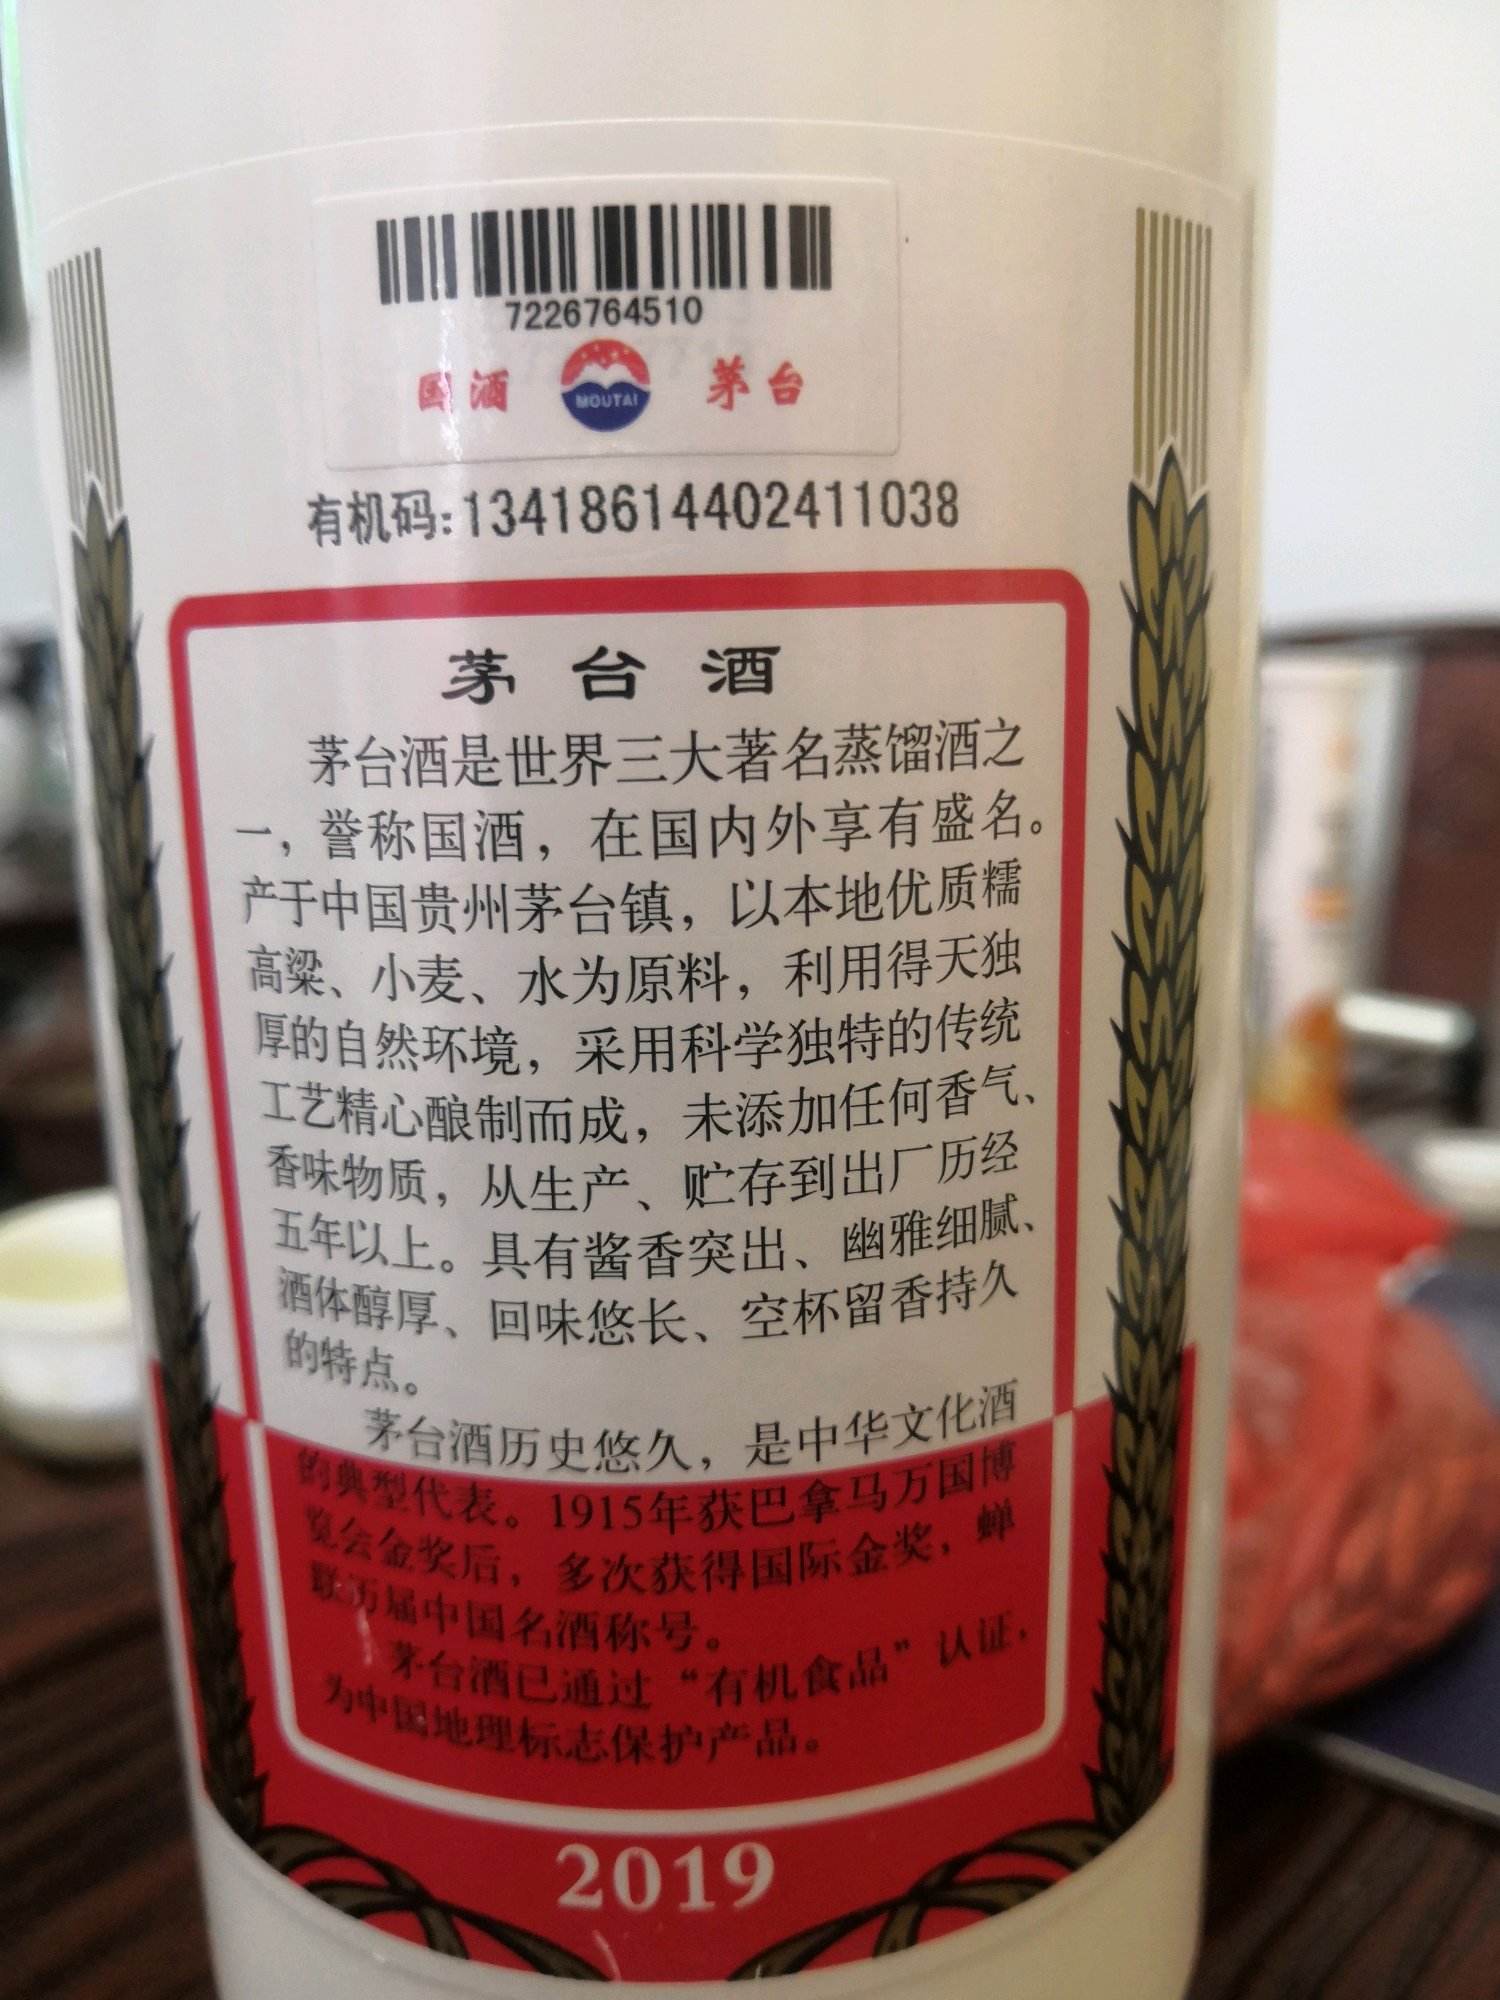 7226764510
国酒 MOUTAI 茅台
有机码:13418614402411038
茅台酒
茅台酒是世界三大著名蒸馏酒之
一，誉称国酒，在国内外享有盛名。
产于中国贵州茅台镇，以本地优质糯
高粱、小麦、水为原料，利用得天独
厚的自然环境，采用科学独特的传统
工艺精心酿制而成，未添加任何香气、
香味物质，从生产、贮存到出厂历经
五年以上。具有酱香突出、幽雅细腻、
酒体醇厚、回味悠长、空杯留香持久
的特点。
茅台酒历史悠久，是中华文化酒
的典型代表。1915年获巴拿马万国博
览会金奖后，多次获得国际金奖，蝉
联历届中国名酒称号。
茅台酒已通过“有机食品”认证，
为中国地理标志保护产品。
2019